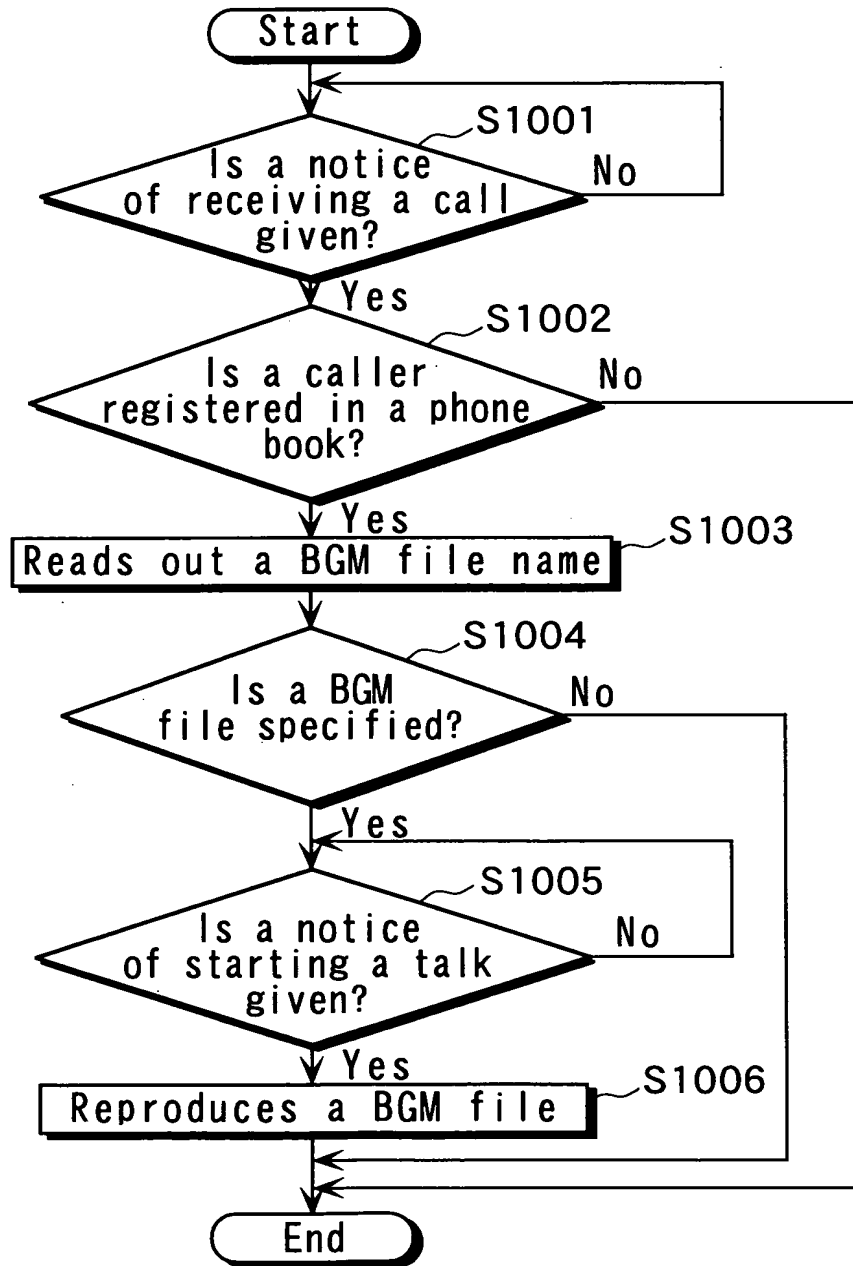 Start
S1001
Is a notice
of receiving a call
given?
No
Yes
S1002
Is a caller
registered in a phone
book?
No
Yes
S1003
Reads out a BGM file name
S1004
Is a BGM
file specified?
No
Yes
S1005
Is a notice
of starting a talk
given?
No
Yes
S1006
Reproduces a BGM file
End